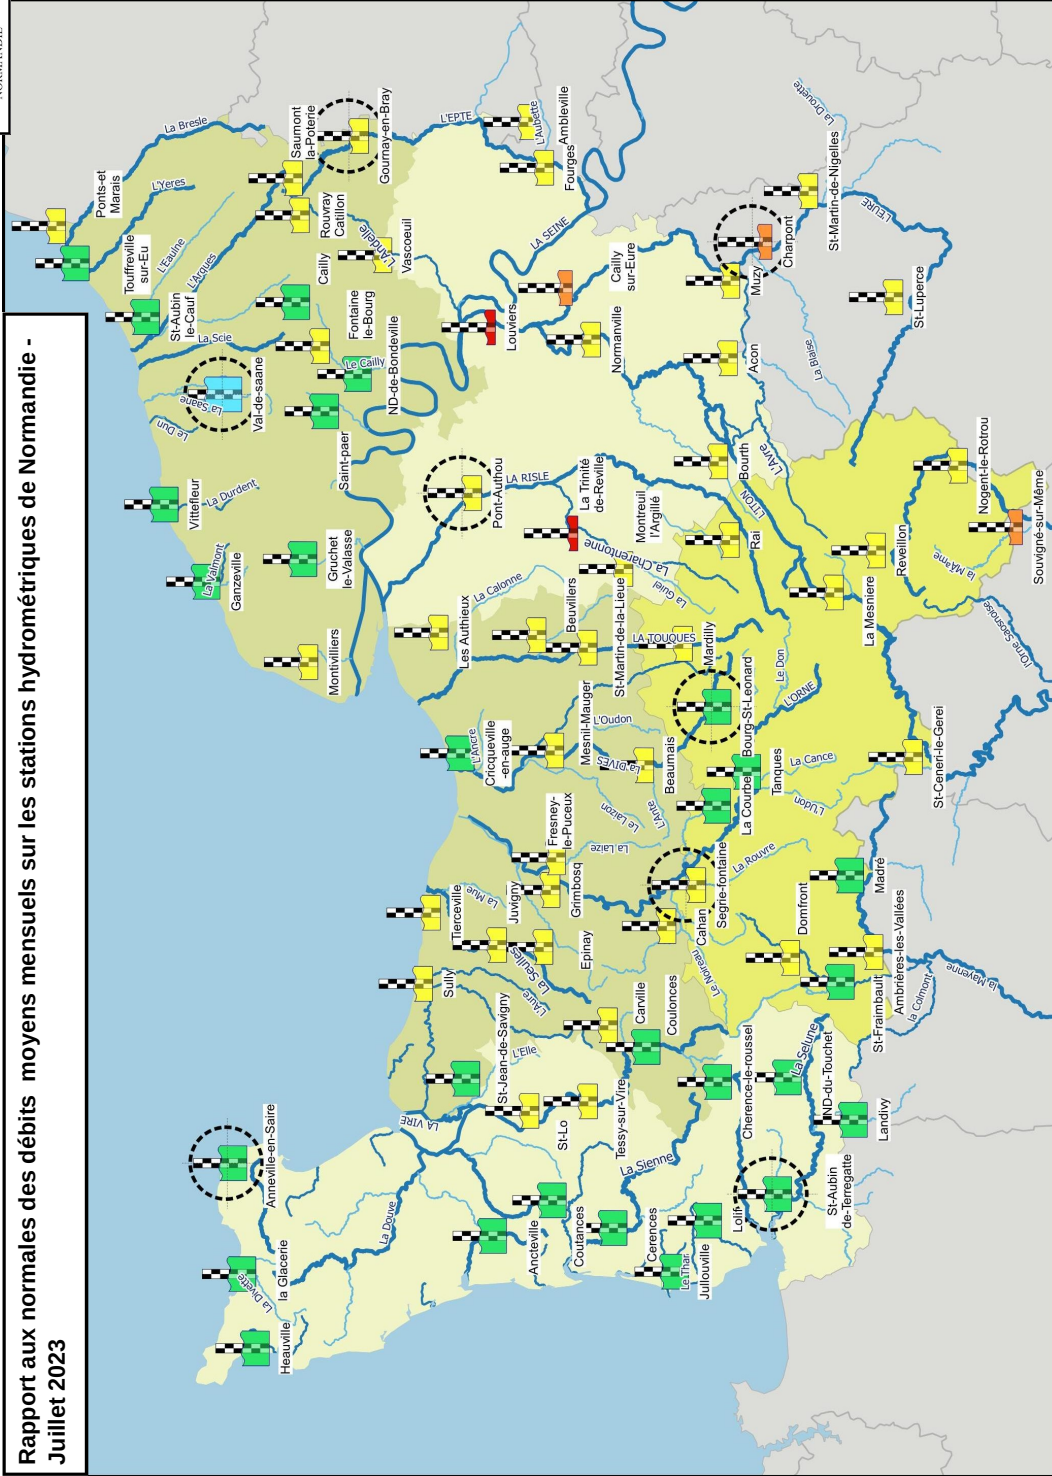 Rapport aux normales des débits moyens mensuels sur les stations hydrométriques de Normandie -
Juillet 2023
NORMANDIE
Heauville
La Divette
la Glacerie
Anneville-en-Saire
La Douve
Ancteville
Coutances
Cerences
Le Thar
Jullouville
Lolif
St-Aubin
de-Terregatte
La Sienne
LA VIRE
St-Jean-de-Savigny
L'Elle
St-Lo
Tessy-sur-Vire
Cherence-le-roussel
La Selune
ND-du-Touchet
Landivy
Carville
Coulonces
Sully
L'Aure
La Seulles
Tierceville
La Mue
Juvigny
Epinay
Grimbosq
Fresney-
le-Puceux
La Laize
Le Laizon
L'Ante
Le Noireau
Cahan
Segrie-fontaine
La Rouvre
Domfront
St-Fraimbault
Ambrières-les-Vallées
Madré
la Colmont
la Mayenne
Cricqueville
-en-auge
L'Ancre
Mesnil-Mauger
L'Oudon
La DIVES
Beaumais
La Courbe
Tanques
Bourg-St-Leonard
L'Udon
La Cance
L'ORNE
Le Don
St-Ceneri-le-Gerei
Les Authieux
La Calonne
Beuvillers
St-Martin-de-la-Lieue
LA TOUQUES
Mardilly
Montreuil
l'Argillé
La Guiel
La Charentonne
La Trinité
de-Reville
LA RISLE
Pont-Authou
Rai
L'ITON
Bourth
L'Avre
La Mesniere
Reveillon
la MÃªme
l'Orne Saosnoise
Nogent-le-Rotrou
Souvigné-sur-Même
Montivilliers
Gruchet
le-Valasse
Ganzeville
La Valmont
Vittefleur
La Durdent
Le Dun
La Saane
Val-de-saane
Saint-paer
ND-de-Bondeville
Le Cailly
Fontaine
le-Bourg
Cailly
La Scie
St-Aubin
le-Cauf
L'Arques
L'Eaulne
Touffreville
sur-Eu
L'Yeres
Ponts-et
Marais
La Bresle
Rouvray
Catillon
Saumont
la-Poterie
Gournay-en-Bray
L'Andelle
Vascoeuil
L'EPTE
L'Aubette
Ambleville
Fourges
LA SEINE
Louviers
Cailly
sur-Eure
Normanville
Acon
Muzy
Charpont
La Blaise
St-Luperce
L'EURE
St-Martin-de-Nigelles
La Drouette